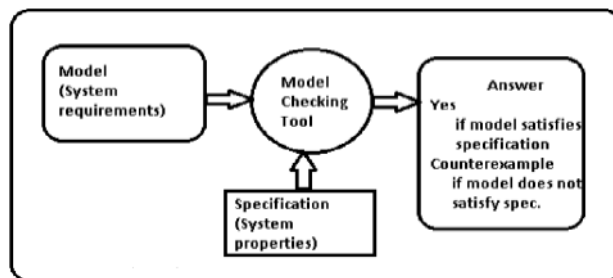 Model
(System
requirements)
Model
Checking
Tool
Specification
(System
properties)
Answer
Yes
if model satisfies
specification
Counterexample
if model does not
satisfy spec.